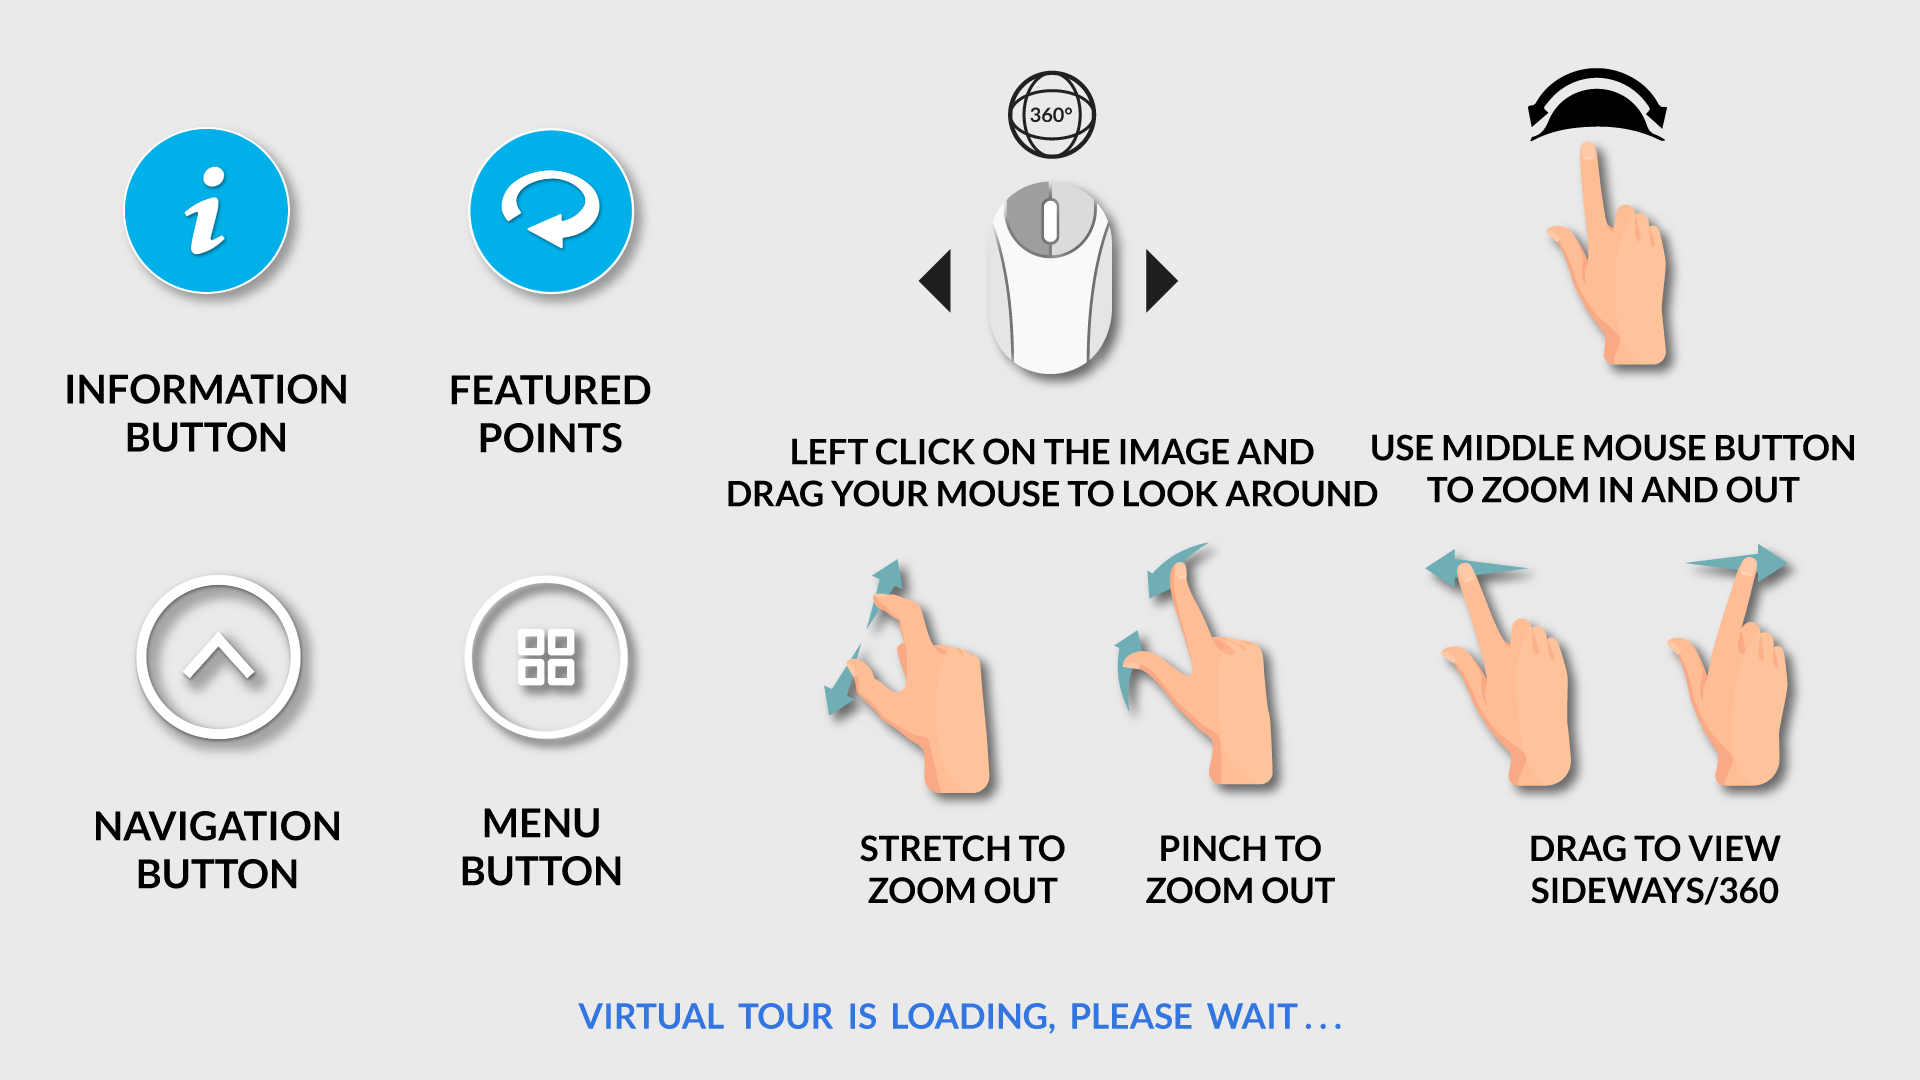 INFORMATION
BUTTON
FEATURED
POINTS
360°
LEFT CLICK ON THE IMAGE AND
DRAG YOUR MOUSE TO LOOK AROUND
USE MIDDLE MOUSE BUTTON
TO ZOOM IN AND OUT
NAVIGATION
BUTTON
MENU
BUTTON
STRETCH TO
ZOOM OUT
PINCH TO
ZOOM OUT
DRAG TO VIEW
SIDEWAYS/360
VIRTUAL TOUR IS LOADING, PLEASE WAIT...